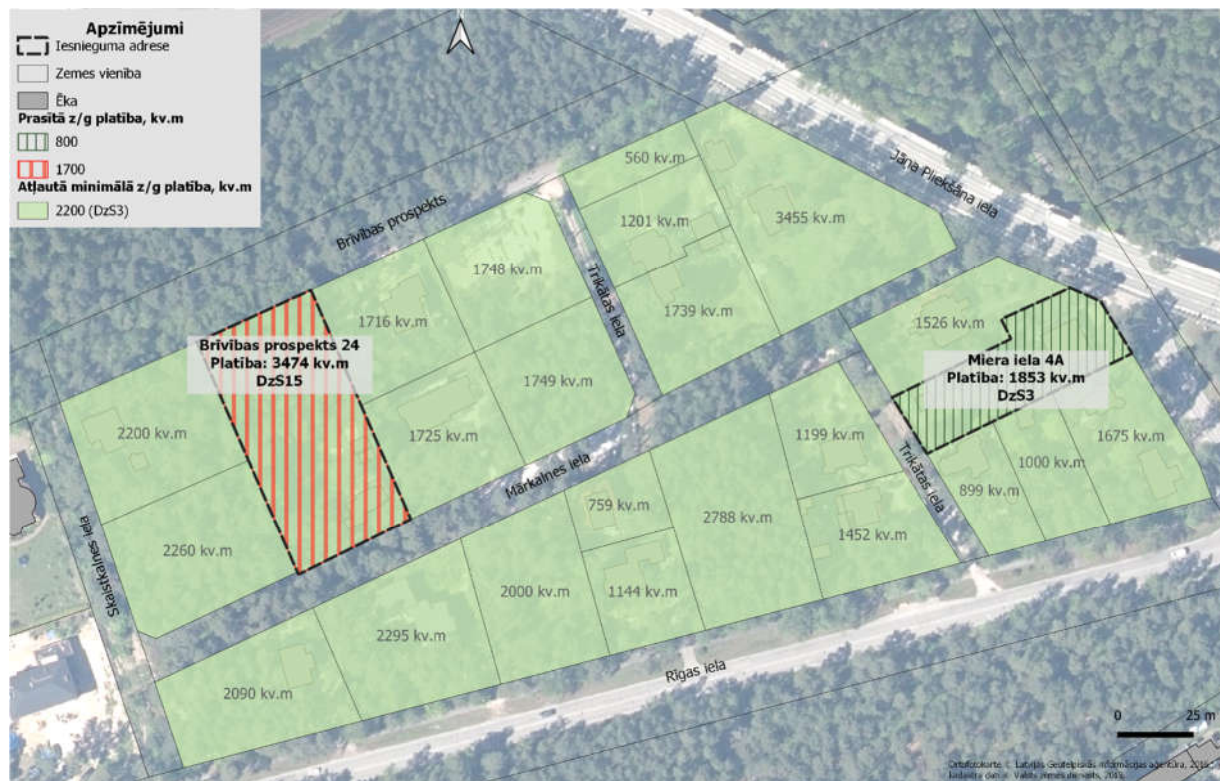 Apzīmējumi
Iesnieguma adrese
Zemes vienība
Ēka
Prasītā z/g platība, kv.m
800
1700
Atļautā minimālā z/g platība, kv.m
2200 (DzS3)
Brīvības prospekts
Jāna Pliekšāna iela
560 kv.m
1201 kv.m
3455 kv.m
1748 kv.m
Trikātas iela
1716 kv.m
1739 kv.m
1526 kv.m
Brīvības prospekts 24
Platība: 3474 kv.m
DzS15
Miera iela 4A
Platība: 1853 kv.m
DzS3
1749 kv.m
2200 kv.m
1725 kv.m
1199 kv.m
1675 kv.m
1000 kv.m
Trikātas iela
899 kv.m
Mārkalnes iela
759 kv.m
2788 kv.m
1452 kv.m
2260 kv.m
Skaistkalnes iela
2000 kv.m
1144 kv.m
2295 kv.m
2090 kv.m
Rīgas iela
0 25 m